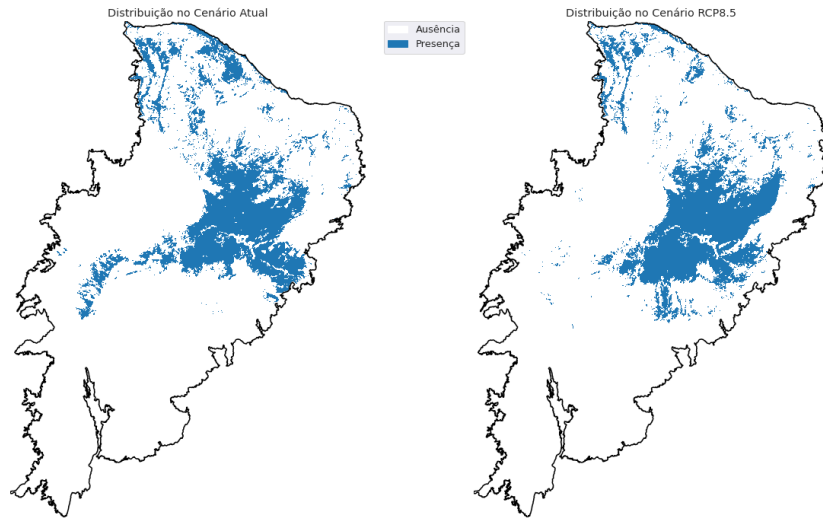 Distribuição no Cenário Atual
Ausência
Presença
Distribuição no Cenário RCP8.5